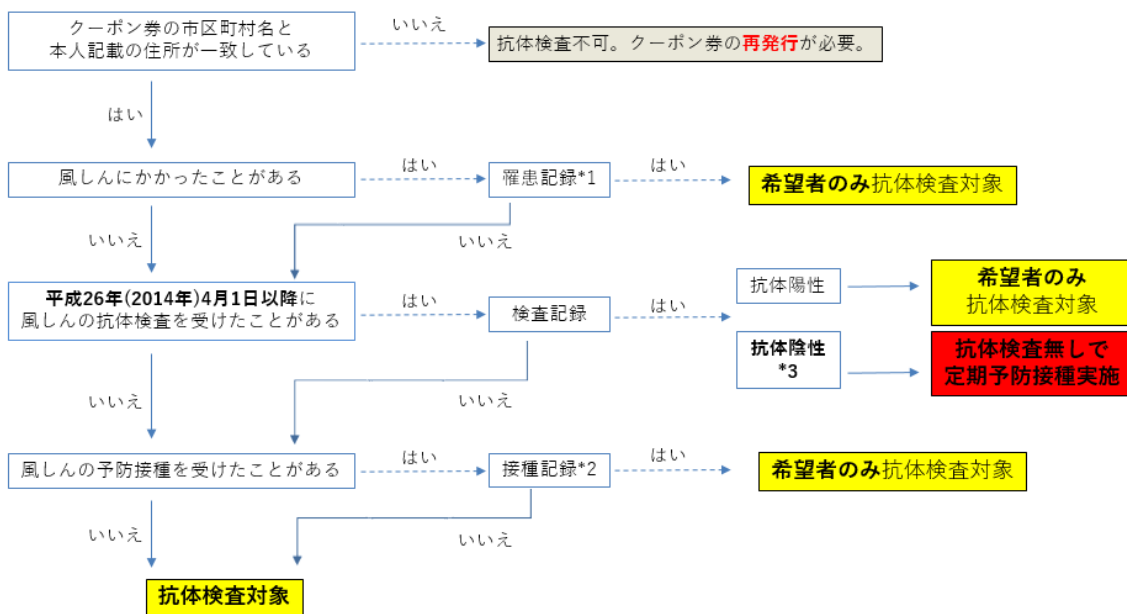 クーポン券の市区町村名と
本人記載の住所が一致している
いいえ
抗体検査不可。クーポン券の再発行が必要。
はい
風しんにかかったことがある
はい
罹患記録*1
はい
希望者のみ抗体検査対象
いいえ
いいえ
平成26年(2014年)4月1日以降に
風しんの抗体検査を受けたことがある
はい
検査記録
はい
抗体陽性
希望者のみ
抗体検査対象
抗体陰性
*3
抗体検査無しで
定期予防接種実施
いいえ
いいえ
風しんの予防接種を受けたことがある
はい
接種記録*2
はい
希望者のみ抗体検査対象
いいえ
いいえ
抗体検査対象